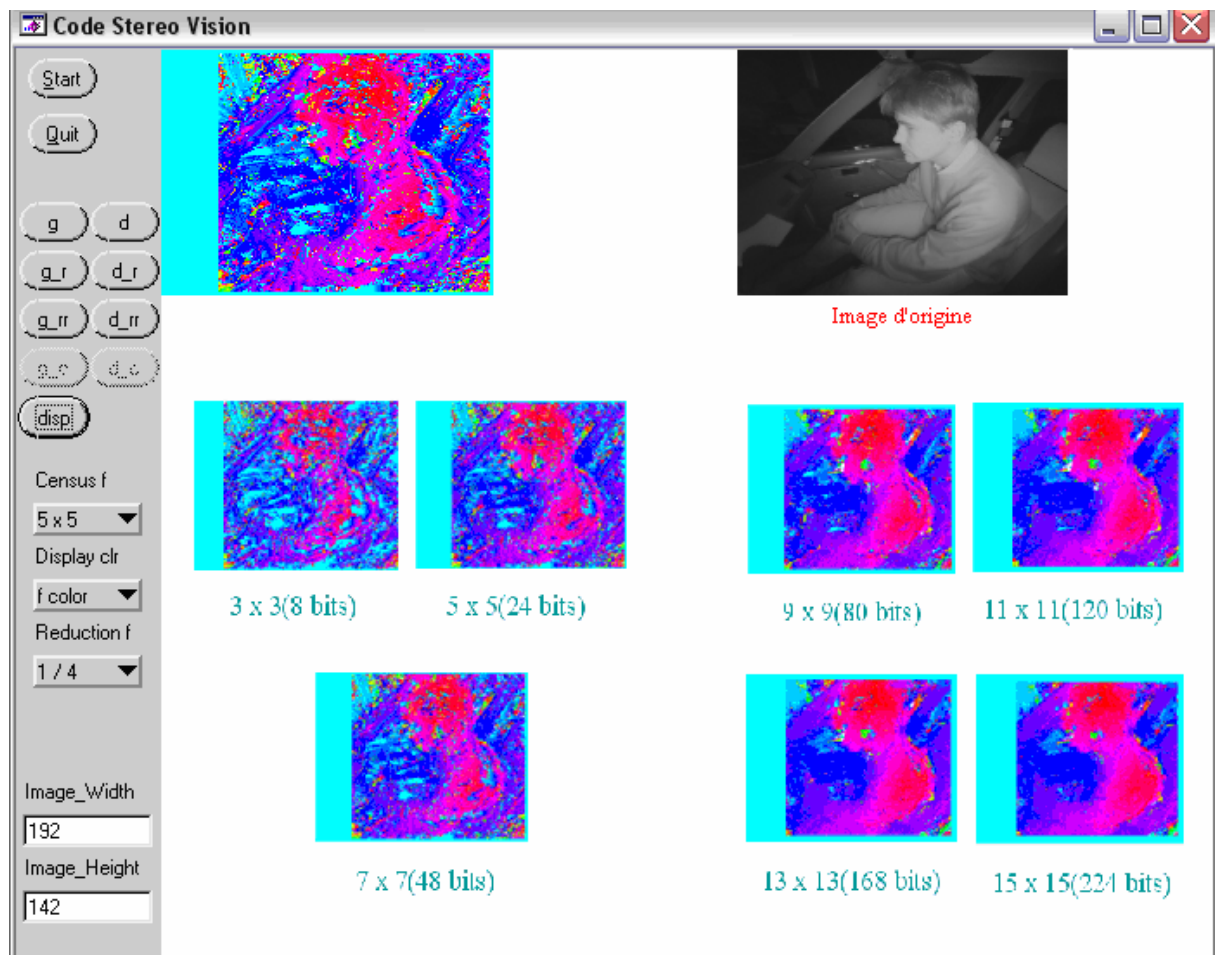 Code Stereo Vision
Start
Quit
g d
g_r d_r
g_rr d_rr
disp
Census f
5 x 5
Display clr
f color
Reduction f
1 / 4
Image_Width
192
Image_Height
142
Image d'origine
3 x 3(8 bits) 5 x 5(24 bits) 9 x 9(80 bits) 11 x 11(120 bits)
7 x 7(48 bits) 13 x 13(168 bits) 15 x 15(224 bits)